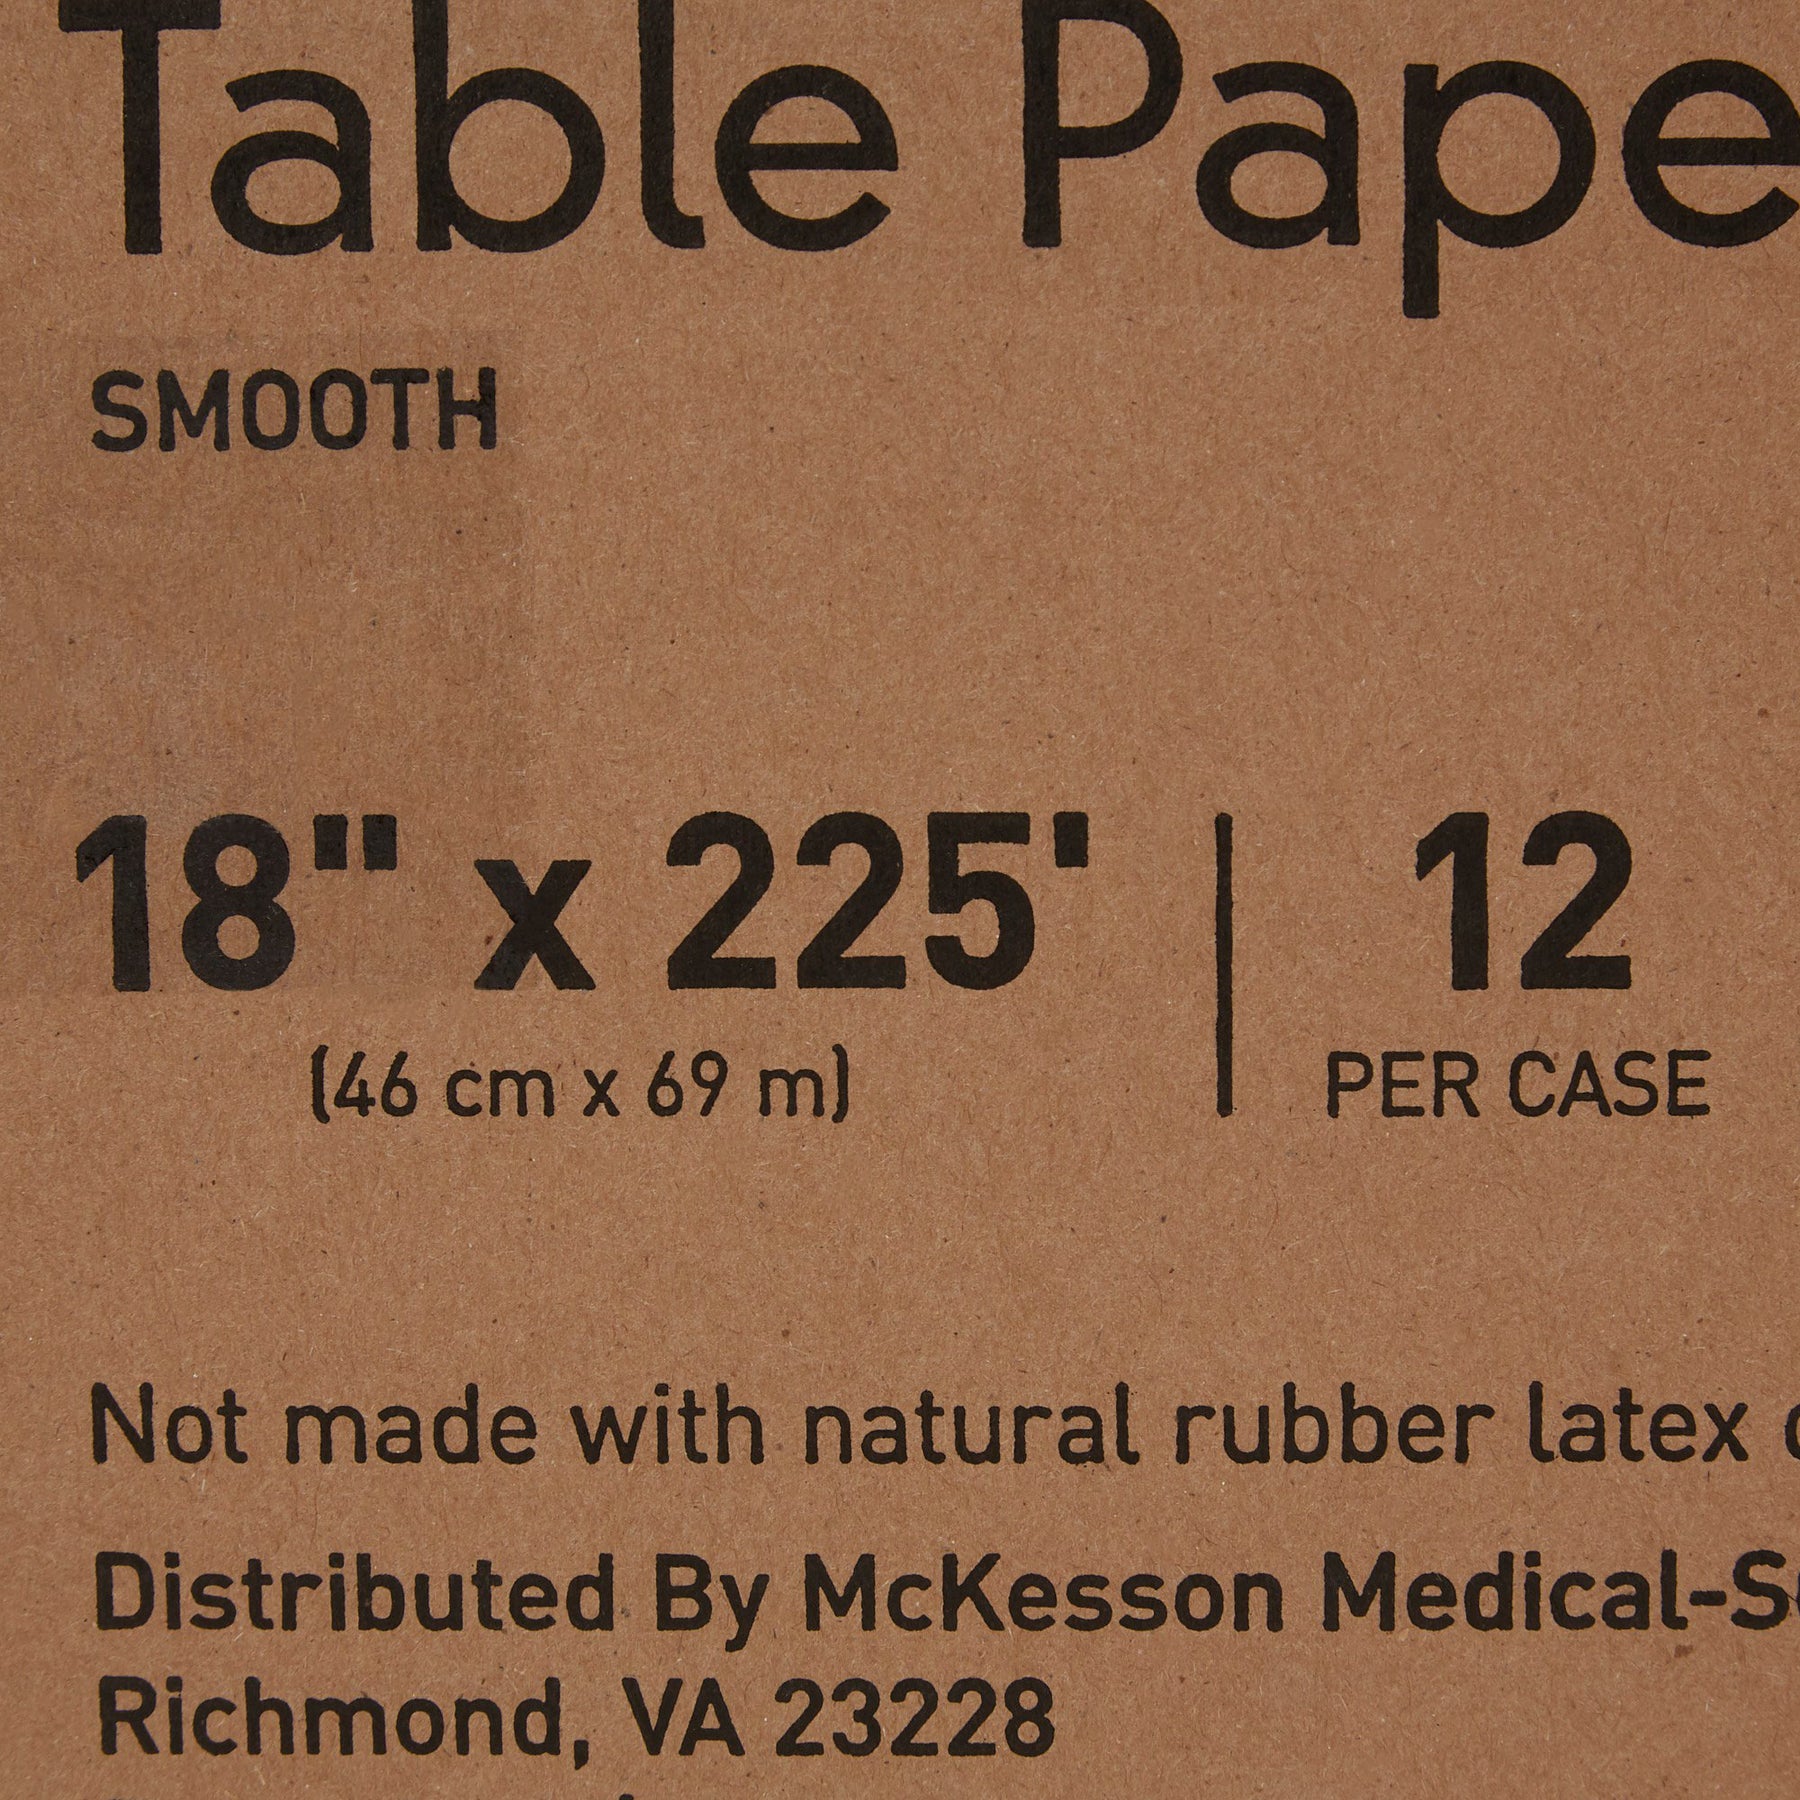 Table Pape
SMOOTH
18" x 225' | 12
(46 cm x 69 m) PER CASE
Not made with natural rubber latex
Distributed By McKesson Medical-S
Richmond, VA 23228